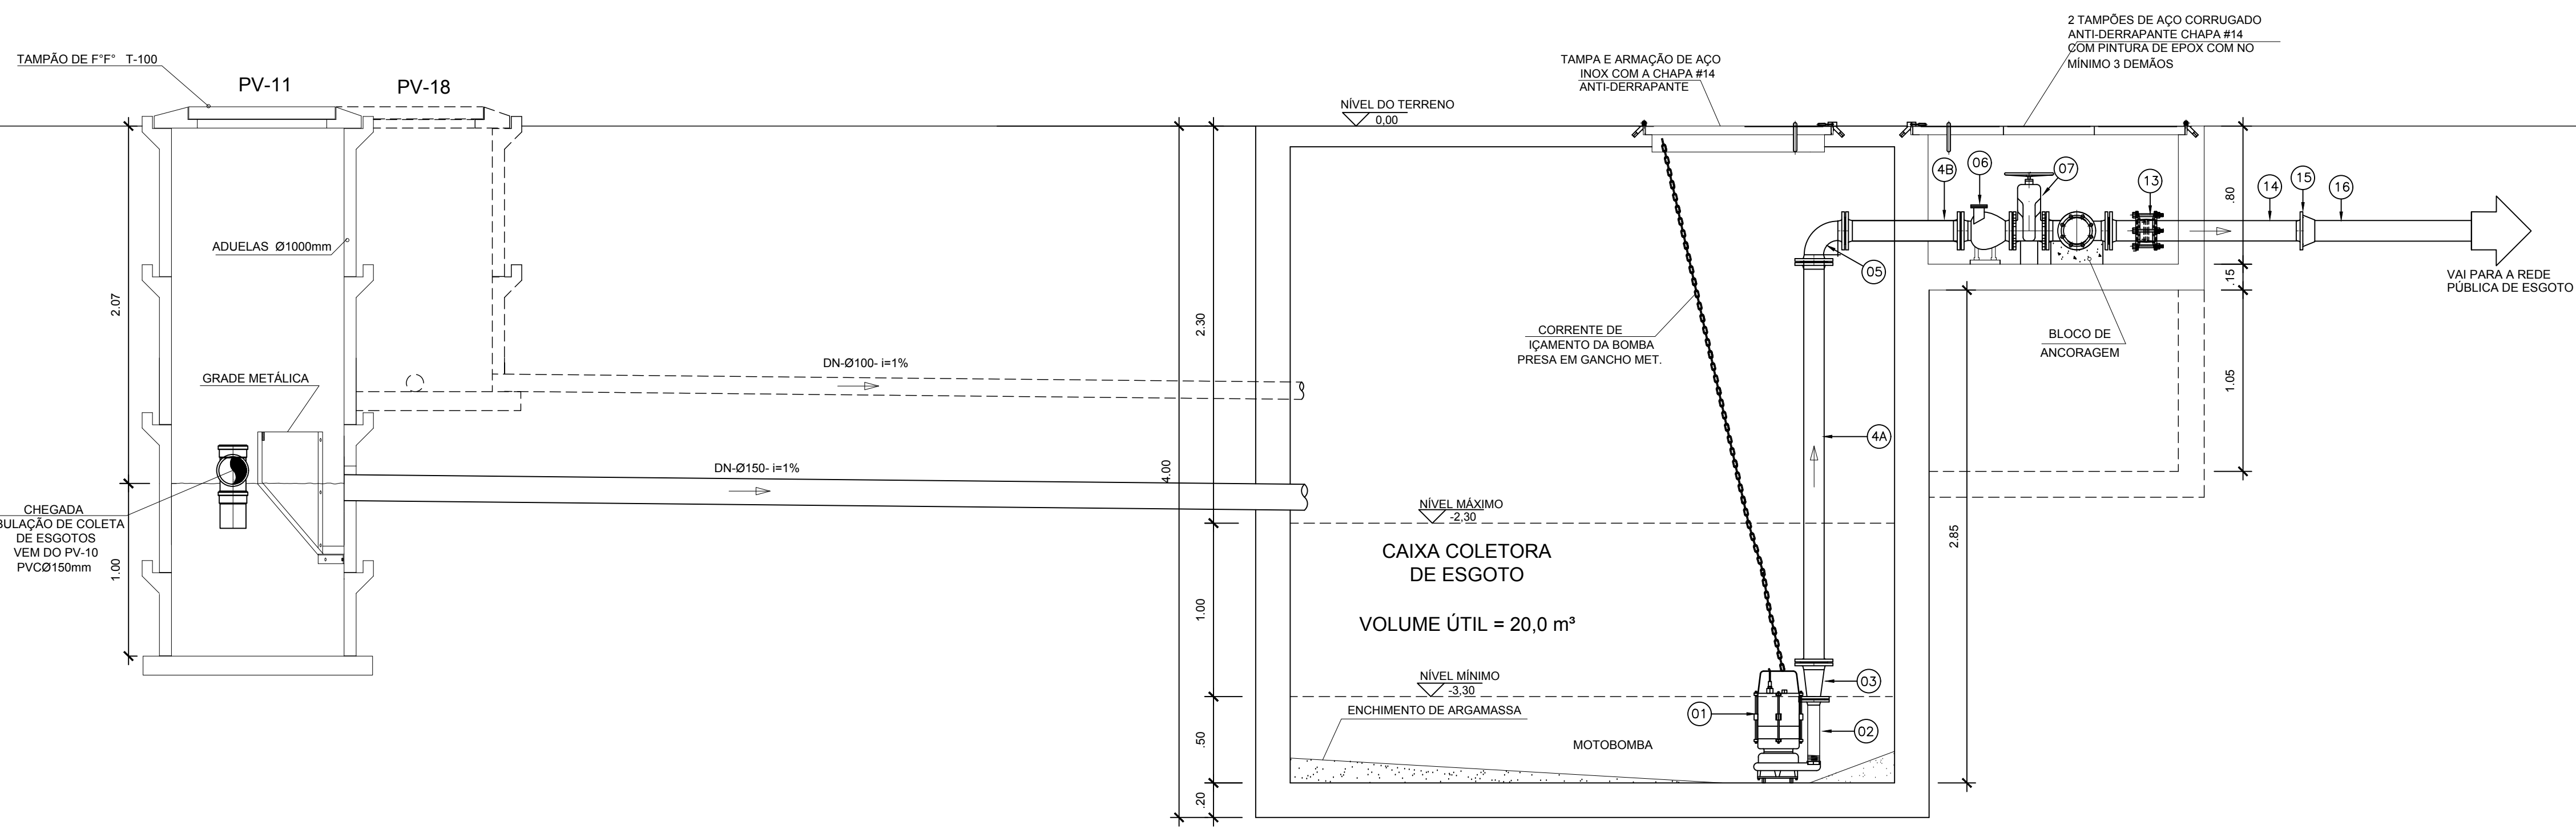 TAMPÃO DE F°F° T-100
PV-11
PV-18
ADUELAS Ø1000mm
2.07
GRADE METÁLICA
CHEGADA
BULAÇÃO DE COLETA
DE ESGOTOS
VEM DO PV-10
PVCØ150mm
1.00
DN-Ø100- i=1%
DN-Ø150- i=1%
4.00
2.30
1.00
.50
.20
NÍVEL DO TERRENO
0,00
TAMPA E ARMAÇÃO DE AÇO
INOX COM A CHAPA #14
ANTI-DERRAPANTE
CORRENTE DE
IÇAMENTO DA BOMBA
PRESA EM GANCHO MET.
NÍVEL MÁXIMO
-2,30
CAIXA COLETORA
DE ESGOTO
VOLUME ÚTIL = 20,0 m³
NÍVEL MÍNIMO
-3,30
ENCHIMENTO DE ARGAMASSA
MOTOBOMBA
01
02
03
4A
05
4B
06
07
13
14
15
16
2 TAMPÕES DE AÇO CORRUGADO
ANTI-DERRAPANTE CHAPA #14
COM PINTURA DE EPOX COM NO
MÍNIMO 3 DEMÃOS
.80
.15
1.05
2.85
BLOCO DE
ANCORAGEM
VAI PARA A REDE
PÚBLICA DE ESGOTO